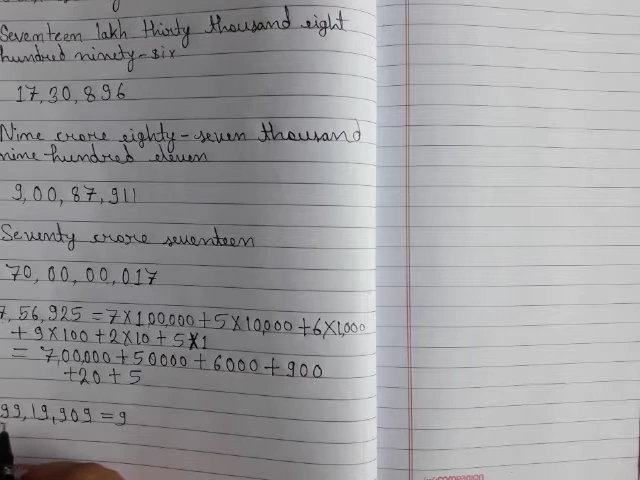 Seventeen lakh thirty thousand eight
hundred ninety-six
17,30,896
Nine crore eighty-seven thousand
nine hundred eleven
9,00,87,911
Seventy crore seventeen
70,00,00,017
7,56,925 = 7×1,00,000 + 5×10,000 + 6×1,000
+ 9×100 + 2×10 + 5×1
= 7,00,000 + 50000 + 6000 + 900
+20 + 5
99,19,909 = 9